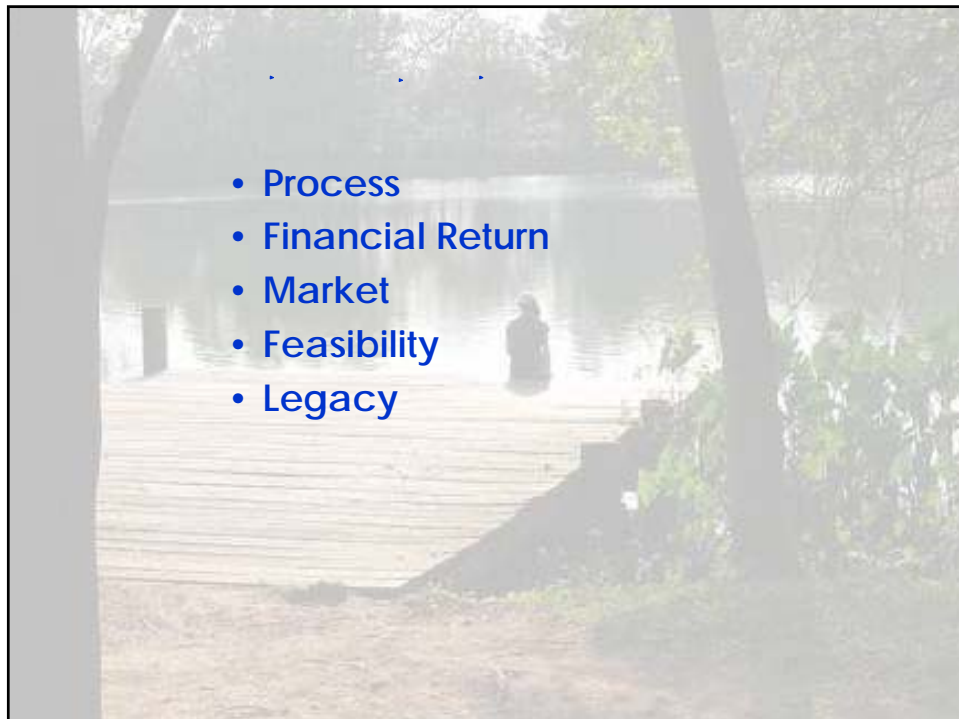 • Process
• Financial Return
• Market
• Feasibility
• Legacy